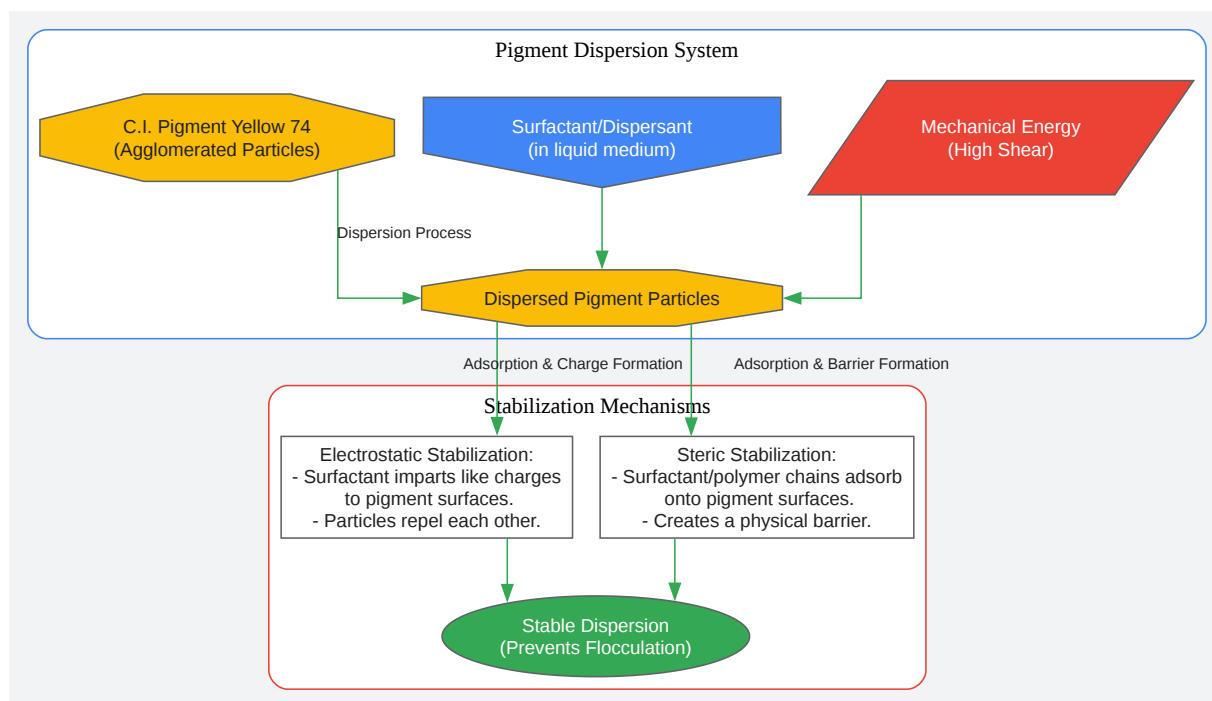 Pigment Dispersion System
C.I. Pigment Yellow 74
(Agglomerated Particles)
Surfactant/Dispersant
(in liquid medium)
Mechanical Energy
(High Shear)
Dispersion Process
Dispersed Pigment Particles
Adsorption & Charge Formation
Adsorption & Barrier Formation
Stabilization Mechanisms
Electrostatic Stabilization:
- Surfactant imparts like charges
to pigment surfaces.
- Particles repel each other.
Steric Stabilization:
- Surfactant/polymer chains adsorb
onto pigment surfaces.
- Creates a physical barrier.
Stable Dispersion
(Prevents Flocculation)